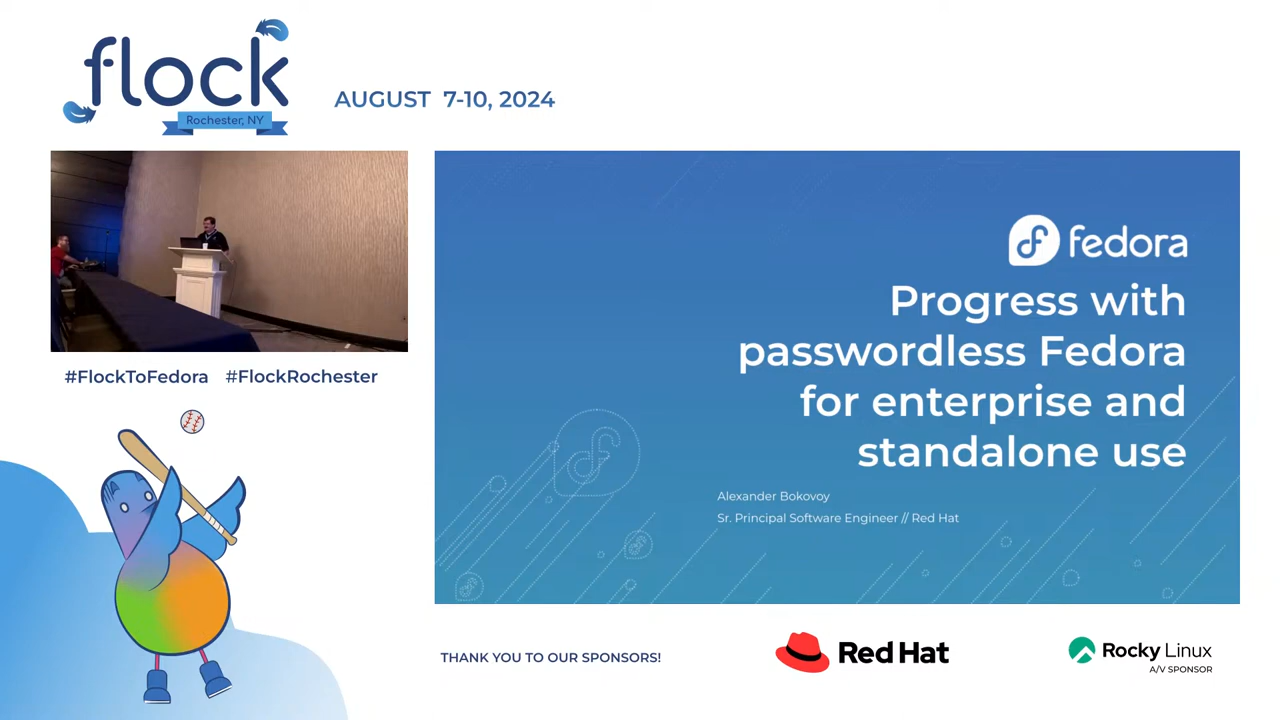 flock
Rochester, NY
AUGUST 7-10, 2024
#FlockToFedora #FlockRochester
fedora
Progress with
passwordless Fedora
for enterprise and
standalone use
Alexander Bokovoy
Sr. Principal Software Engineer // Red Hat
THANK YOU TO OUR SPONSORS!
Red Hat
Rocky Linux
A/V SPONSOR